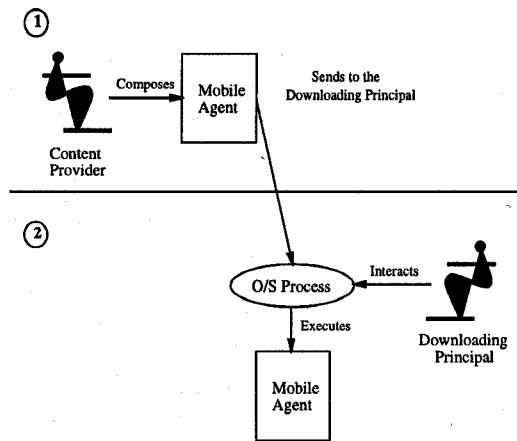 1
Composes
Mobile
Agent
Sends to the
Downloading Principal
Content
Provider
2
O/S Process
Interacts
Executes
Downloading
Principal
Mobile
Agent